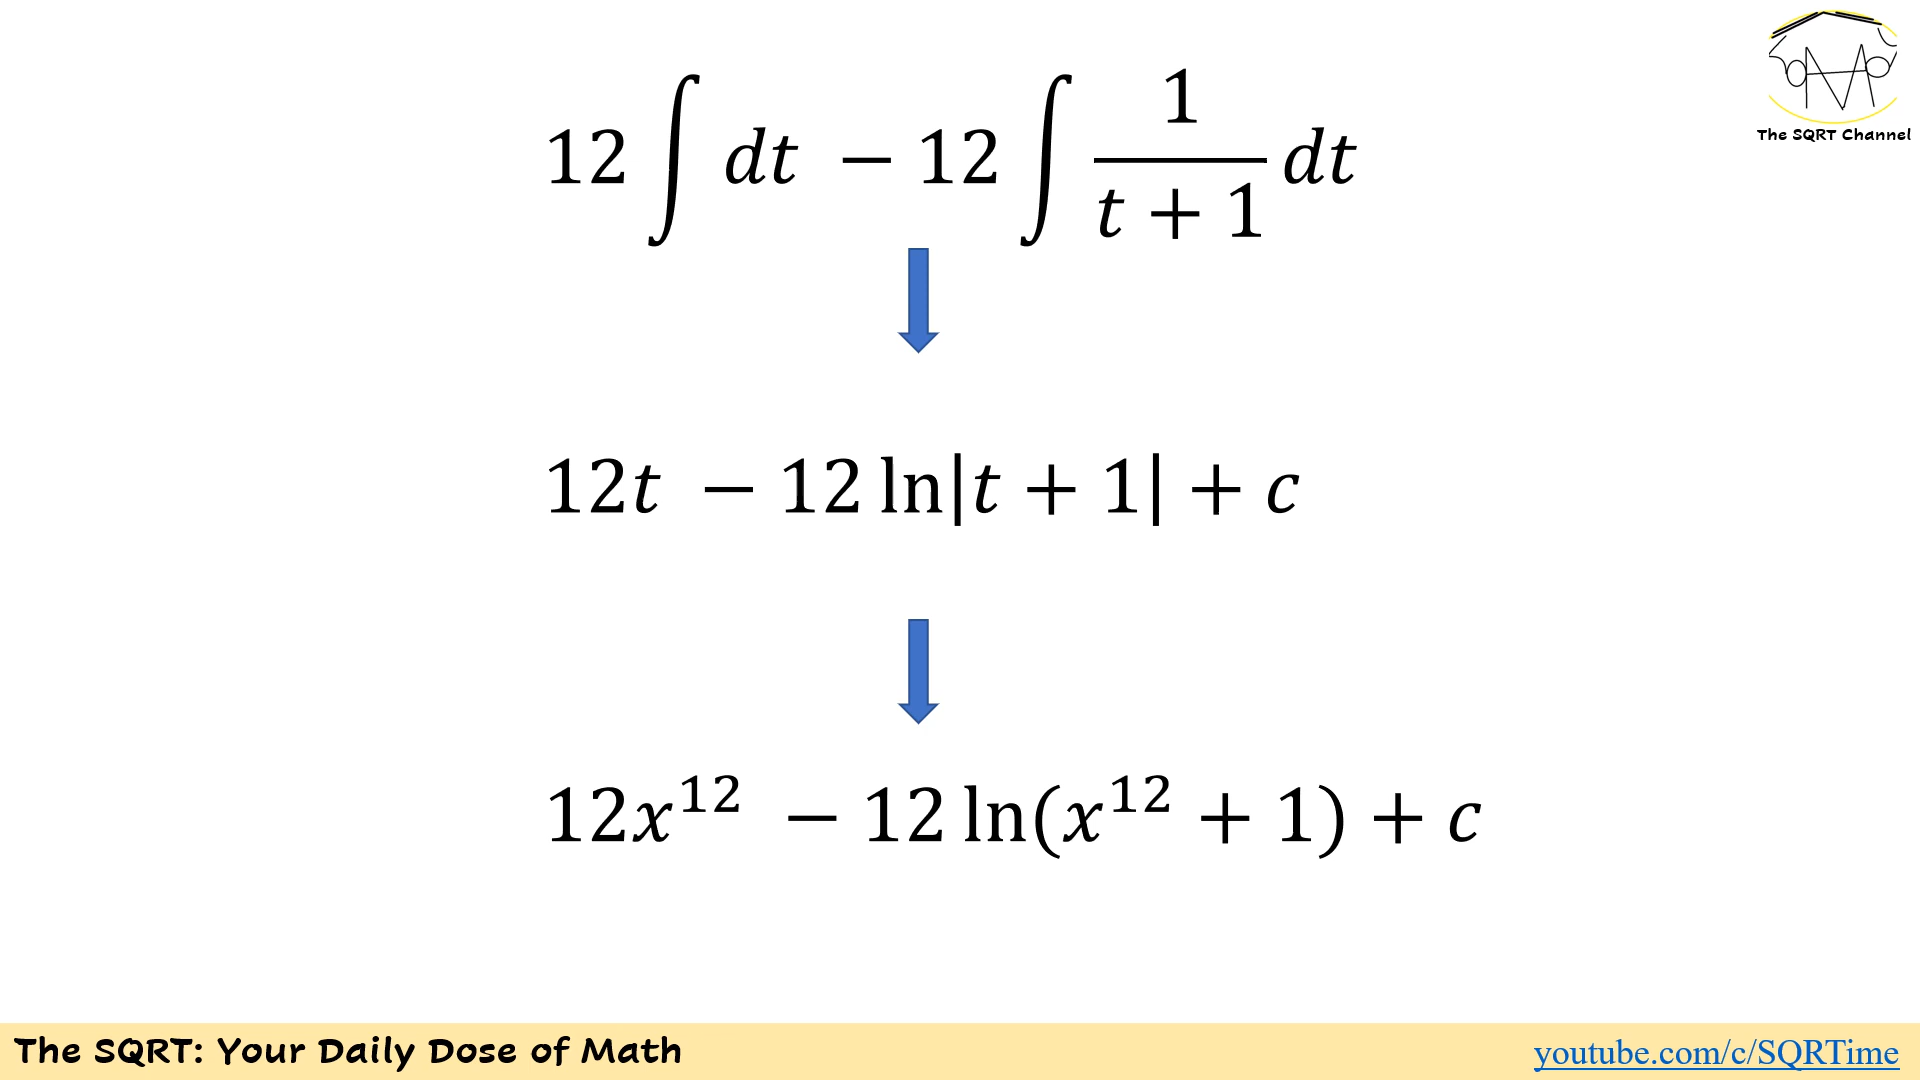 The SQRT Channel
12 ∫ dt − 12 ∫ 1/(t + 1) dt
12t − 12 ln|t + 1| + c
12x^12 − 12 ln(x^12 + 1) + c
The SQRT: Your Daily Dose of Math
youtube.com/c/SQRTime